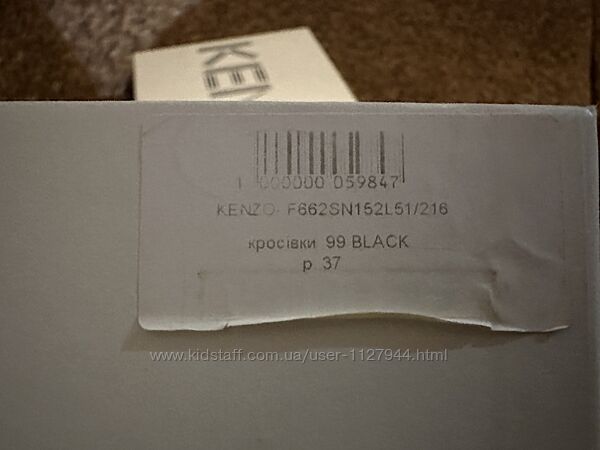 KEN
1 000000 059847
KENZO- F662SN152L51/216
кросівки 99 BLACK
р 37
www.kidstaff.com.ua/user-1127944.html